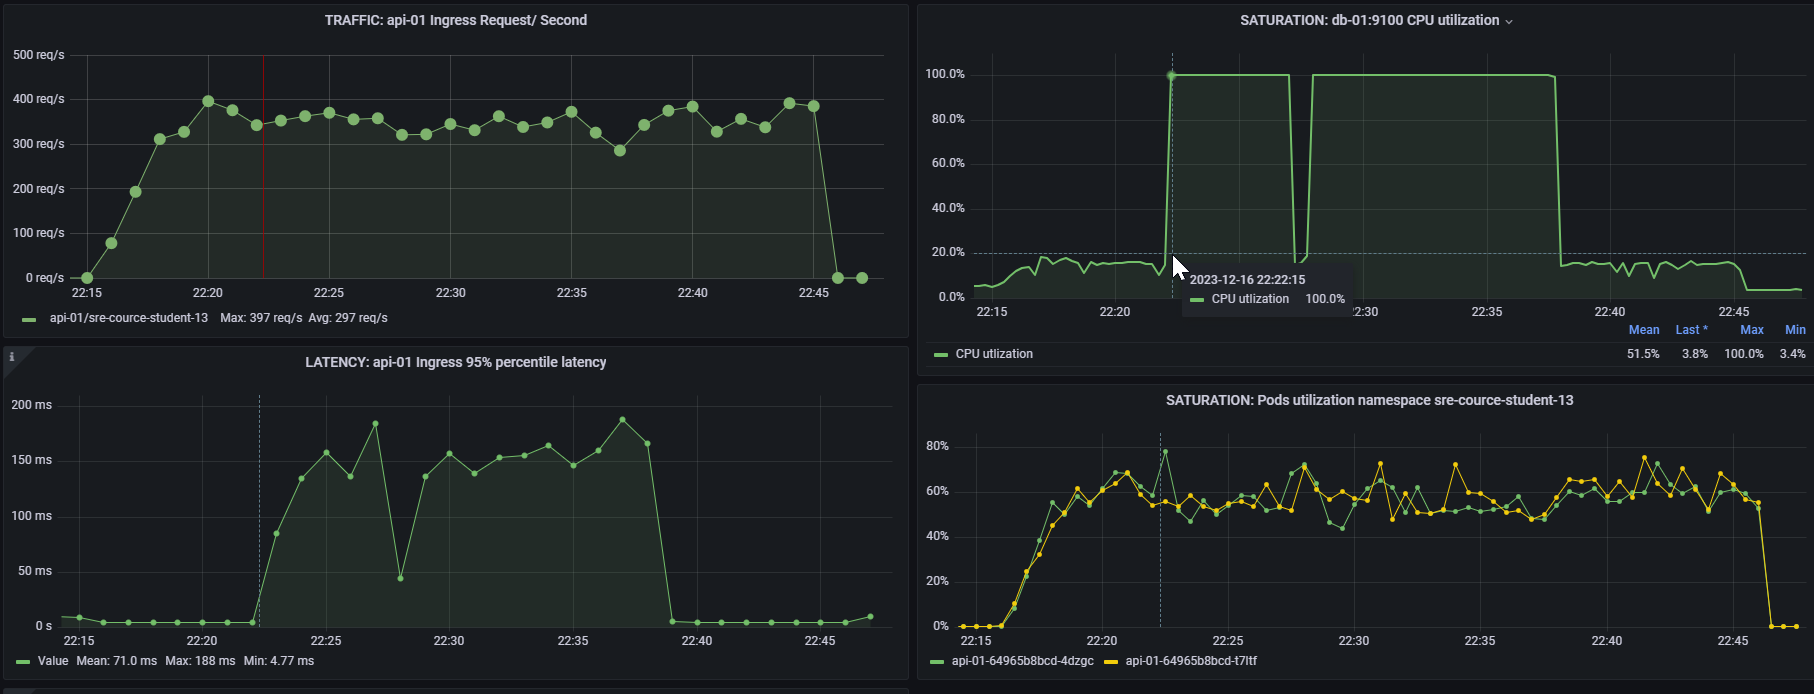 TRAFFIC: api-01 Ingress Request/ Second
500 req/s
400 req/s
300 req/s
200 req/s
100 req/s
0 req/s
22:15 22:20 22:25 22:30 22:35 22:40 22:45
api-01/sre-cource-student-13 Max: 397 req/s Avg: 297 req/s
SATURATION: db-01:9100 CPU utilization
100.0%
80.0%
60.0%
40.0%
20.0%
0.0%
2023-12-16 22:22:15
CPU utlization 100.0%
22:15 22:20 :30 22:35 22:40 22:45
Mean Last * Max Min
CPU utlization 51.5% 3.8% 100.0% 3.4%
i
LATENCY: api-01 Ingress 95% percentile latency
200 ms
150 ms
100 ms
50 ms
0 s
22:15 22:20 22:25 22:30 22:35 22:40 22:45
Value Mean: 71.0 ms Max: 188 ms Min: 4.77 ms
SATURATION: Pods utilization namespace sre-cource-student-13
80%
60%
40%
20%
0%
22:15 22:20 22:25 22:30 22:35 22:40 22:45
api-01-64965b8bcd-4dzgc api-01-64965b8bcd-t7ltf